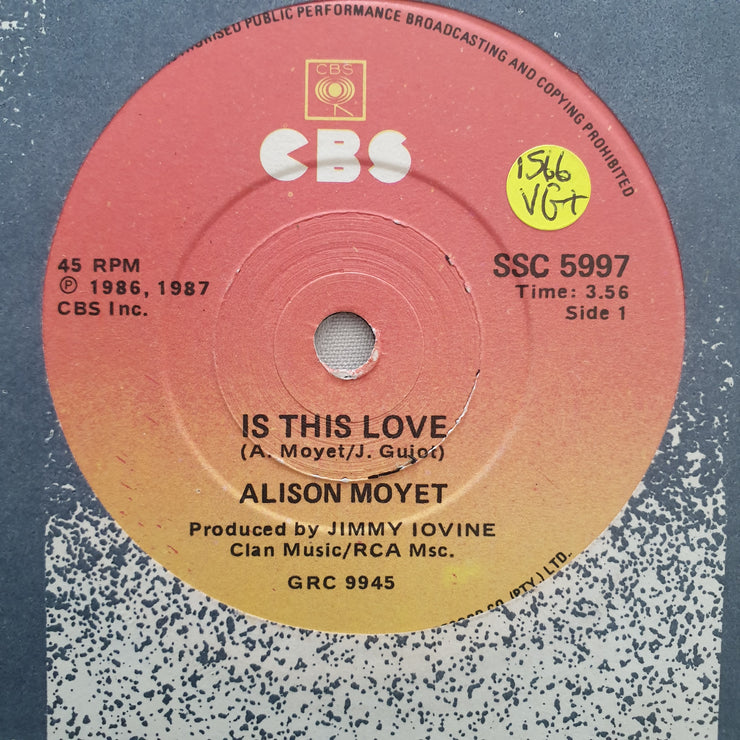 PUBLIC PERFORMANCE BROADCASTING AND COPYING PROHIBITED
CBS
CBS
1566
VG+
45 RPM
℗ 1986, 1987
CBS Inc.
SSC 5997
Time: 3.56
Side 1
IS THIS LOVE
(A. Moyet/J. Guiot)
ALISON MOYET
Produced by JIMMY IOVINE
Clan Music/RCA Msc.
GRC 9945
CO. (PTY.) LTD.